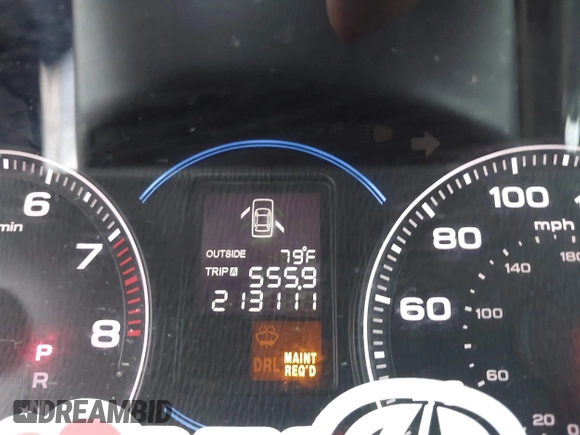 6
7
8
min
P
R
OUTSIDE 79°F
TRIP A 555.9
213111
DRL MAINT
REQ'D
100
80
60
mph
180
140
100
60
20
0
DREAMBID